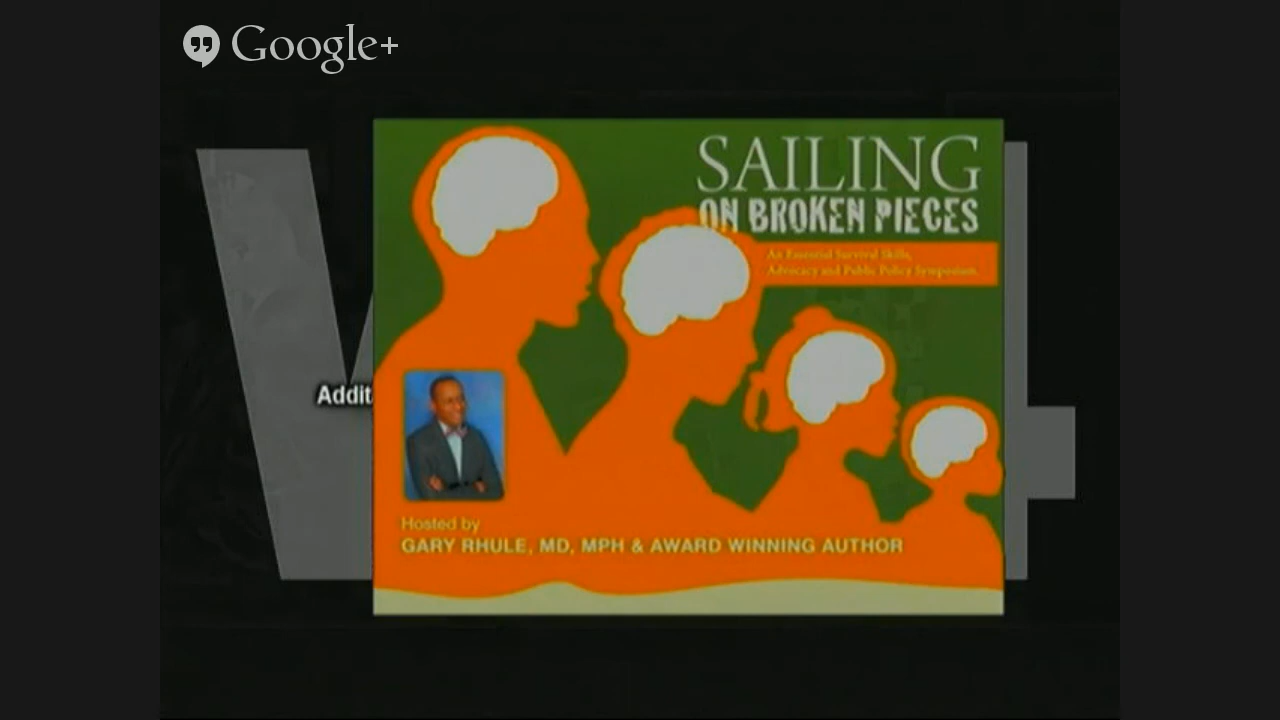 Google+
SAILING
ON BROKEN PIECES
An Essential Survival Skills,
Advocacy and Public Policy Symposium.
Addit
Hosted by
GARY RHULE, MD, MPH & AWARD WINNING AUTHOR